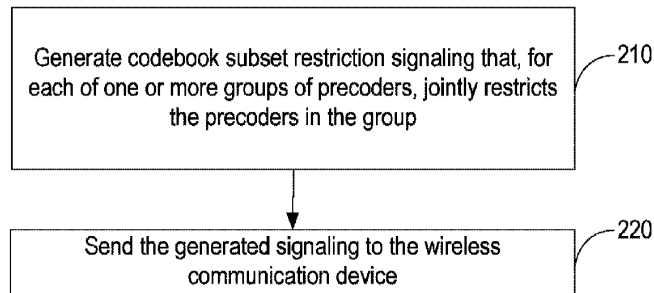 Generate codebook subset restriction signaling that, for
each of one or more groups of precoders, jointly restricts
the precoders in the group
210
Send the generated signaling to the wireless
communication device
220